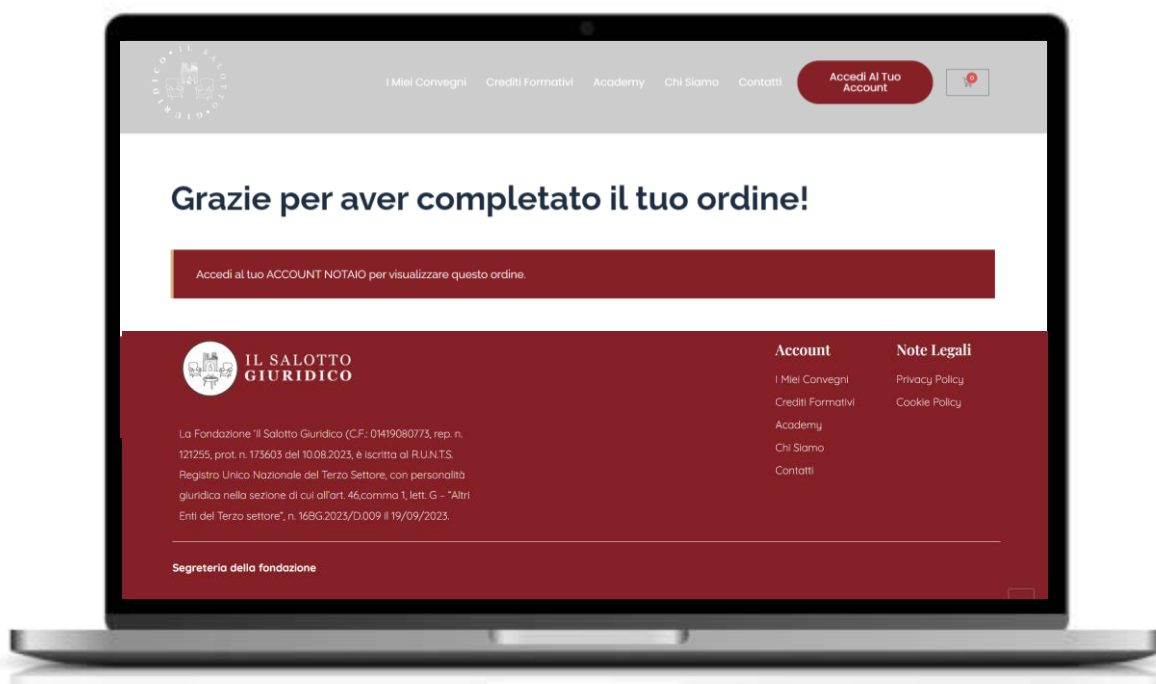 IL SALOTTO GIURIDICO
I Miei Convegni Crediti Formativi Academy Chi Siamo Contatti
Accedi Al Tuo
Account
0
Grazie per aver completato il tuo ordine!
Accedi al tuo ACCOUNT NOTAIO per visualizzare questo ordine.
IL SALOTTO
GIURIDICO
La Fondazione "Il Salotto Giuridico (C.F.: 01419080773, rep. n.
121255, prot. n. 173603 del 10.08.2023, è iscritta al R.U.N.T.S.
Registro Unico Nazionale del Terzo Settore, con personalità
giuridica nella sezione di cui all'art. 46,comma 1, lett. G – "Altri
Enti del Terzo settore", n. 16BG.2023/D.009 il 19/09/2023.
Account
I Miei Convegni
Crediti Formativi
Academy
Chi Siamo
Contatti
Note Legali
Privacy Policy
Cookie Policy
Segreteria della fondazione